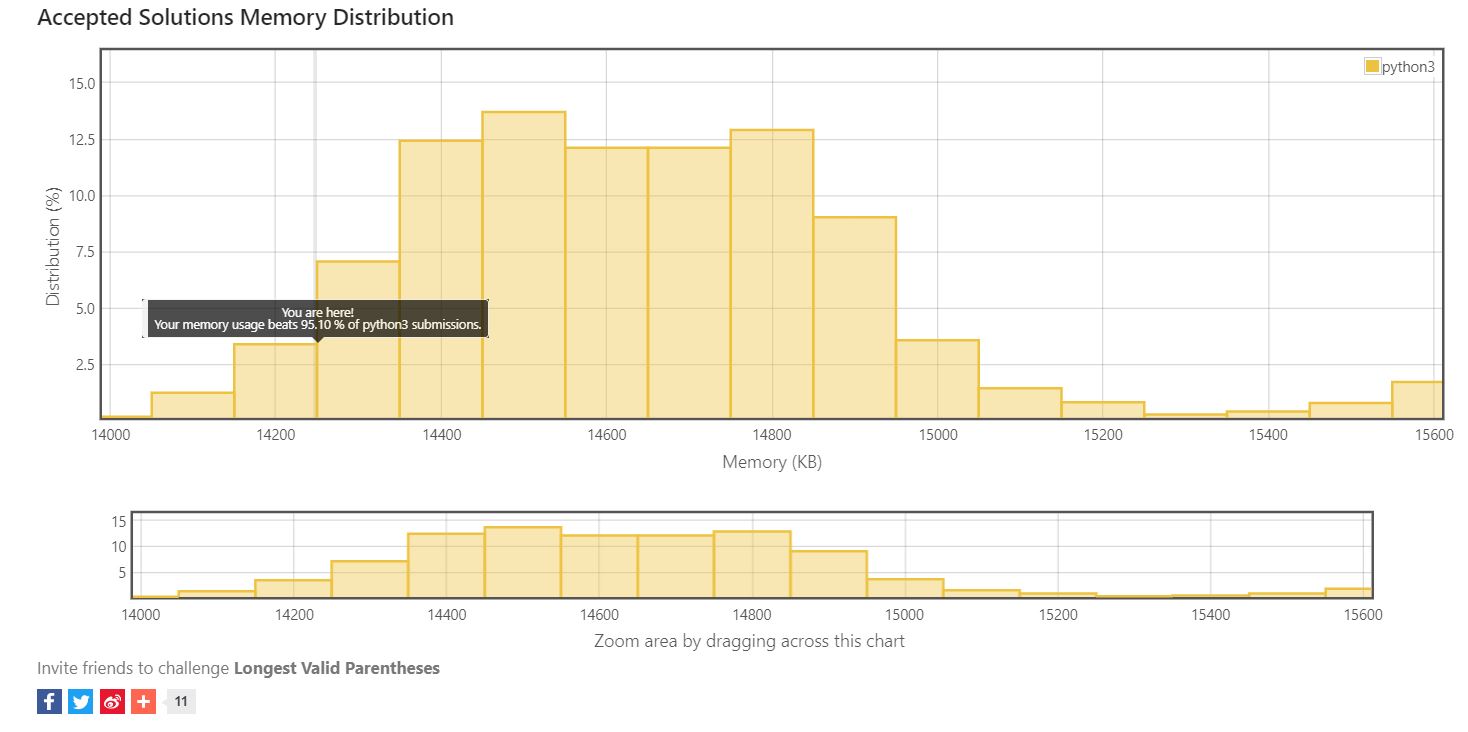 Accepted Solutions Memory Distribution
python3
15.0
12.5
10.0
7.5
5.0
2.5
Distribution (%)
You are here!
Your memory usage beats 95.10 % of python3 submissions.
14000 14200 14400 14600 14800 15000 15200 15400 15600
Memory (KB)
15
10
5
14000 14200 14400 14600 14800 15000 15200 15400 15600
Zoom area by dragging across this chart
Invite friends to challenge Longest Valid Parentheses
11